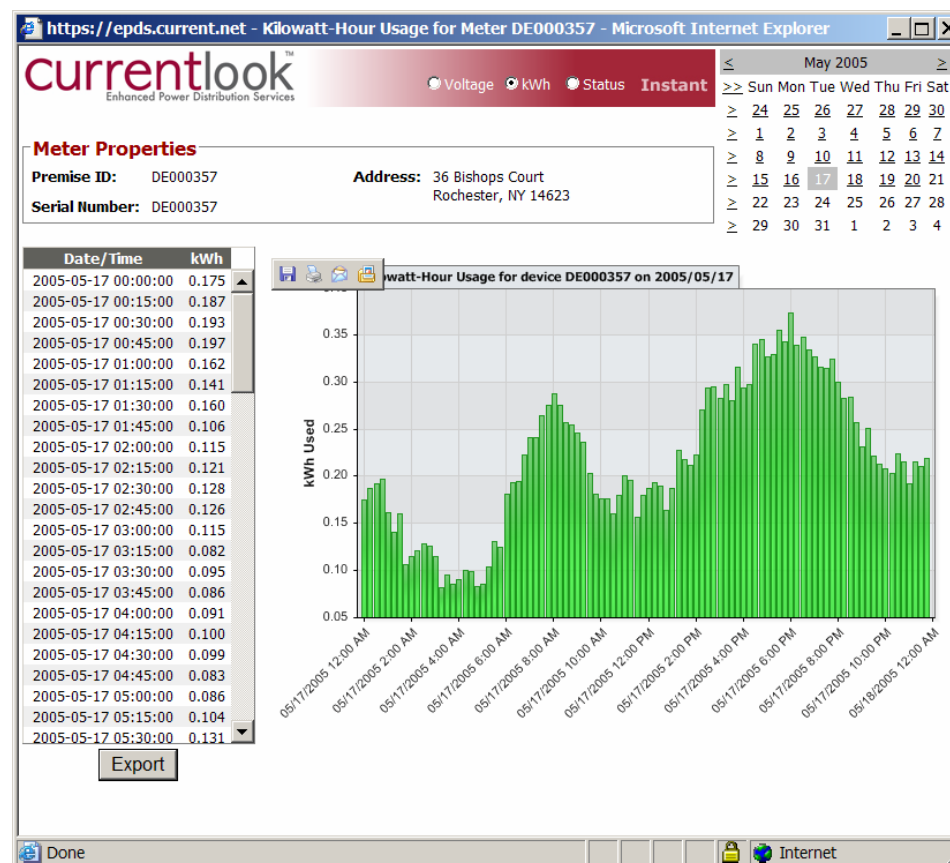 https://epds.current.net - Kilowatt-Hour Usage for Meter DE000357 - Microsoft Internet Explorer
currentlook™
Enhanced Power Distribution Services
Voltage kWh Status Instant
< May 2005 >
>> Sun Mon Tue Wed Thu Fri Sat
> 24 25 26 27 28 29 30
> 1 2 3 4 5 6 7
> 8 9 10 11 12 13 14
> 15 16 17 18 19 20 21
> 22 23 24 25 26 27 28
> 29 30 31 1 2 3 4
Meter Properties
Premise ID: DE000357
Address: 36 Bishops Court
Rochester, NY 14623
Serial Number: DE000357
Date/Time kWh
2005-05-17 00:00:00 0.175
2005-05-17 00:15:00 0.187
2005-05-17 00:30:00 0.193
2005-05-17 00:45:00 0.197
2005-05-17 01:00:00 0.162
2005-05-17 01:15:00 0.141
2005-05-17 01:30:00 0.160
2005-05-17 01:45:00 0.106
2005-05-17 02:00:00 0.115
2005-05-17 02:15:00 0.121
2005-05-17 02:30:00 0.128
2005-05-17 02:45:00 0.126
2005-05-17 03:00:00 0.115
2005-05-17 03:15:00 0.082
2005-05-17 03:30:00 0.095
2005-05-17 03:45:00 0.086
2005-05-17 04:00:00 0.091
2005-05-17 04:15:00 0.100
2005-05-17 04:30:00 0.099
2005-05-17 04:45:00 0.083
2005-05-17 05:00:00 0.086
2005-05-17 05:15:00 0.104
2005-05-17 05:30:00 0.131
Export
owatt-Hour Usage for device DE000357 on 2005/05/17
kWh Used
0.35
0.30
0.25
0.20
0.15
0.10
0.05
05/17/2005 12:00 AM
05/17/2005 2:00 AM
05/17/2005 4:00 AM
05/17/2005 6:00 AM
05/17/2005 8:00 AM
05/17/2005 10:00 AM
05/17/2005 12:00 PM
05/17/2005 2:00 PM
05/17/2005 4:00 PM
05/17/2005 6:00 PM
05/17/2005 8:00 PM
05/17/2005 10:00 PM
05/18/2005 12:00 AM
Done
Internet